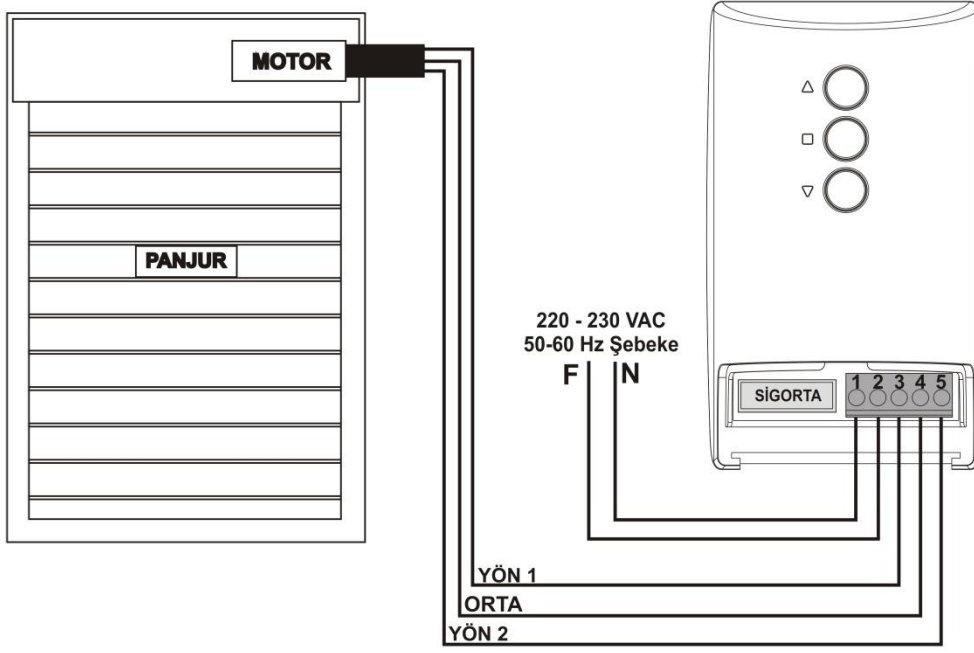 MOTOR
PANJUR
220 - 230 VAC
50-60 Hz Şebeke
F N
SİGORTA
1 2 3 4 5
YÖN 1
ORTA
YÖN 2